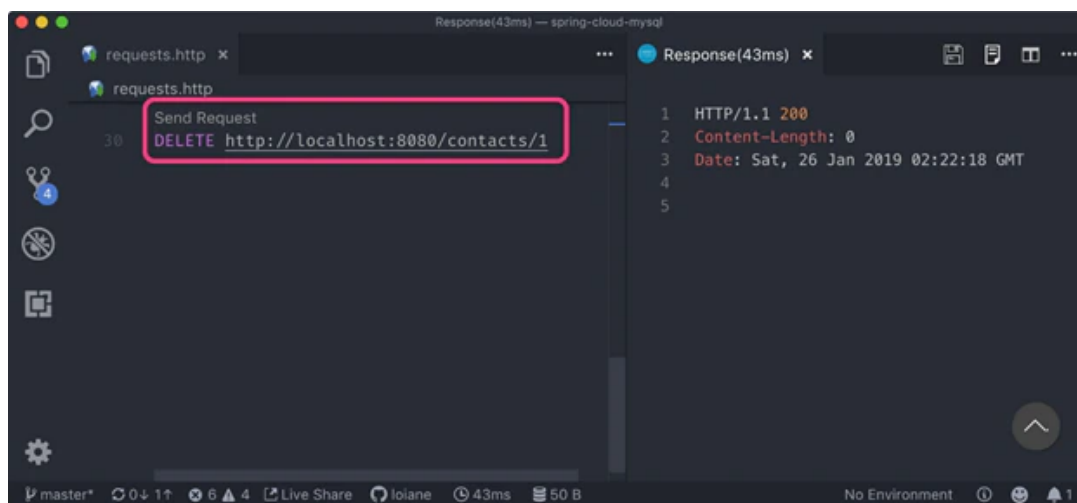 Response(43ms) — spring-cloud-mysql
requests.http × ···
Response(43ms) × ···
requests.http
Send Request
30 DELETE http://localhost:8080/contacts/1
1 HTTP/1.1 200
2 Content-Length: 0
3 Date: Sat, 26 Jan 2019 02:22:18 GMT
4
5
4
master* 0↓ 1↑ 6 4 Live Share loiane 43ms 50 B No Environment 1